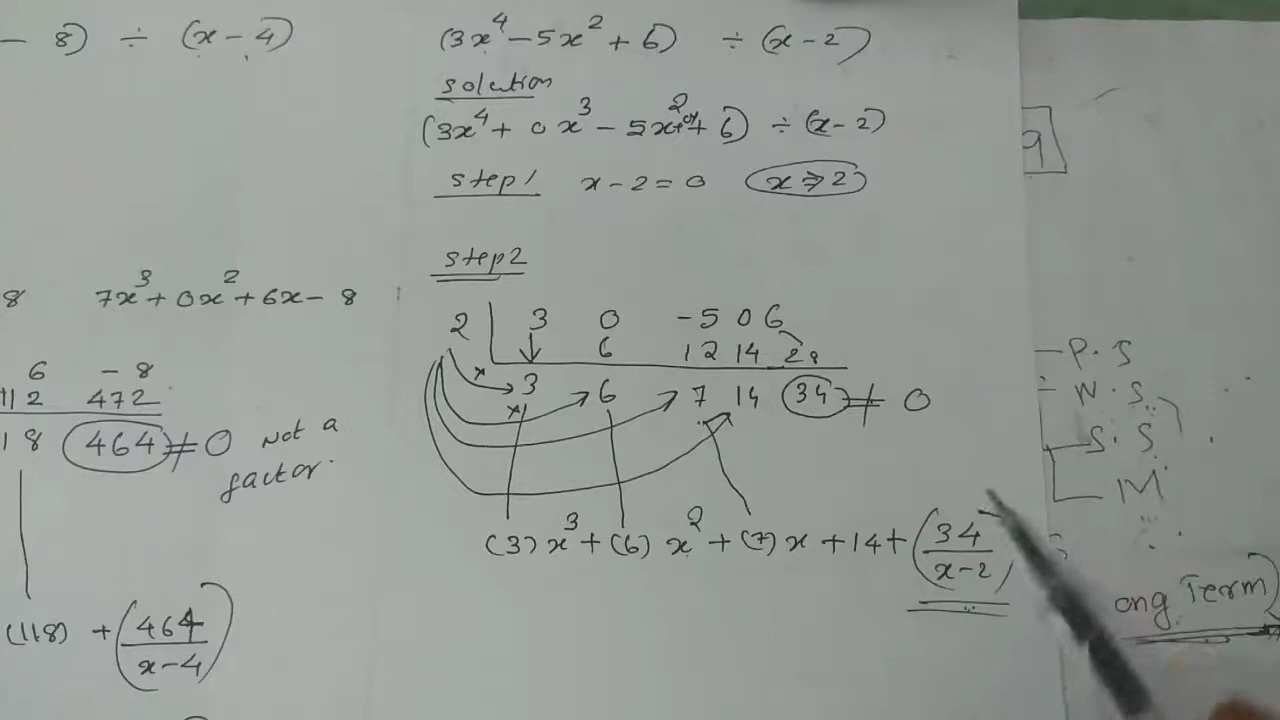 - 8) ÷ (x-4)
8 7x³ + 0x² + 6x - 8
6 -8
112 472
18 464 ≠ 0 Not a
factor.
(118) + (464/x-4)
(3x⁴ - 5x² + 6) ÷ (x-2)
solution
(3x⁴ + 0x³ - 5x² + 0x + 6) ÷ (x-2)
step1 x-2=0 x⇒2
step2
2 3 0 -5 0 6
6 12 14 28
3 6 7 14 34 ≠ 0
(3)x³ + (6)x² + (7)x + 14 + (34/x-2)
9
P.S
W.S.
S.S
M
ong Term)